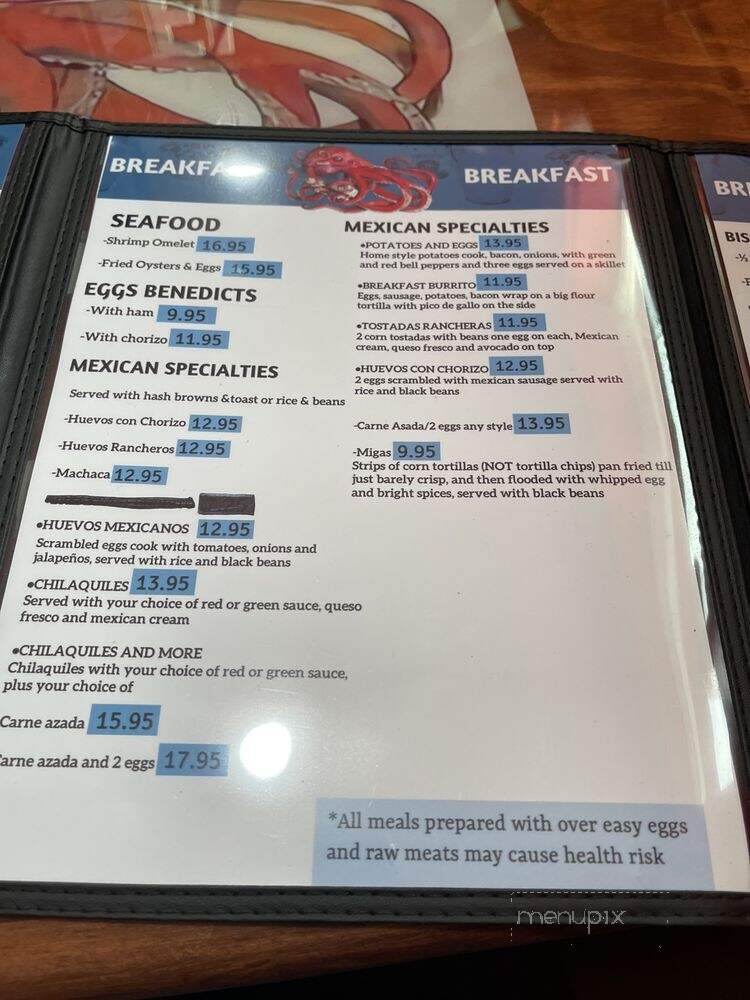 BREAKFA
BREAKFAST
SEAFOOD
-Shrimp Omelet 16.95
-Fried Oysters & Eggs 15.95
EGGS BENEDICTS
-With ham 9.95
-With chorizo 11.95
MEXICAN SPECIALTIES
Served with hash browns &toast or rice & beans
-Huevos con Chorizo 12.95
-Huevos Rancheros 12.95
-Machaca 12.95
•HUEVOS MEXICANOS 12.95
Scrambled eggs cook with tomatoes, onions and
jalapeños, served with rice and black beans
•CHILAQUILES 13.95
Served with your choice of red or green sauce, queso
fresco and mexican cream
•CHILAQUILES AND MORE
Chilaquiles with your choice of red or green sauce,
plus your choice of
Carne azada 15.95
arne azada and 2 eggs 17.95
MEXICAN SPECIALTIES
•POTATOES AND EGGS 13.95
Home style potatoes cook, bacon, onions, with green
and red bell peppers and three eggs served on a skillet
•BREAKFAST BURRITO 11.95
Eggs, sausage, potatoes, bacon wrap on a big flour
tortilla with pico de gallo on the side
•TOSTADAS RANCHERAS 11.95
2 corn tostadas with beans one egg on each, Mexican
cream, queso fresco and avocado on top
•HUEVOS CON CHORIZO 12.95
2 eggs scrambled with mexican sausage served with
rice and black beans
-Carne Asada/2 eggs any style 13.95
-Migas 9.95
Strips of corn tortillas (NOT tortilla chips) pan fried till
just barely crisp, and then flooded with whipped egg
and bright spices, served with black beans
*All meals prepared with over easy eggs
and raw meats may cause health risk
BRE
BIS
-½
menupix